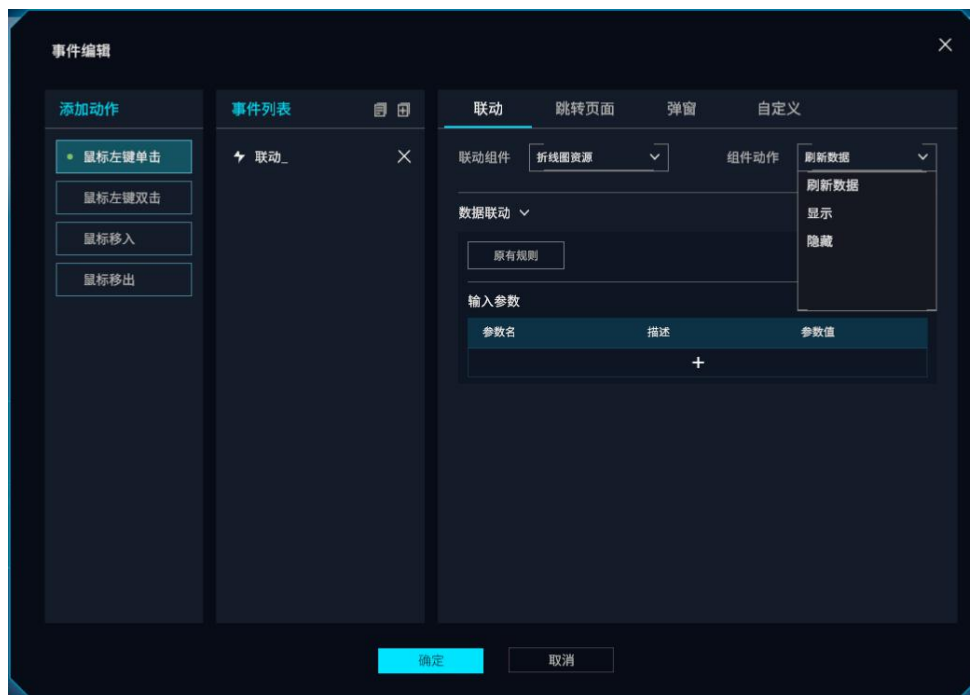 事件编辑
添加动作
鼠标左键单击
鼠标左键双击
鼠标移入
鼠标移出
事件列表
联动_
联动 跳转页面 弹窗 自定义
联动组件 折线图资源 组件动作 刷新数据
刷新数据
显示
隐藏
数据联动
原有规则
输入参数
参数名 描述 参数值
+
确定 取消